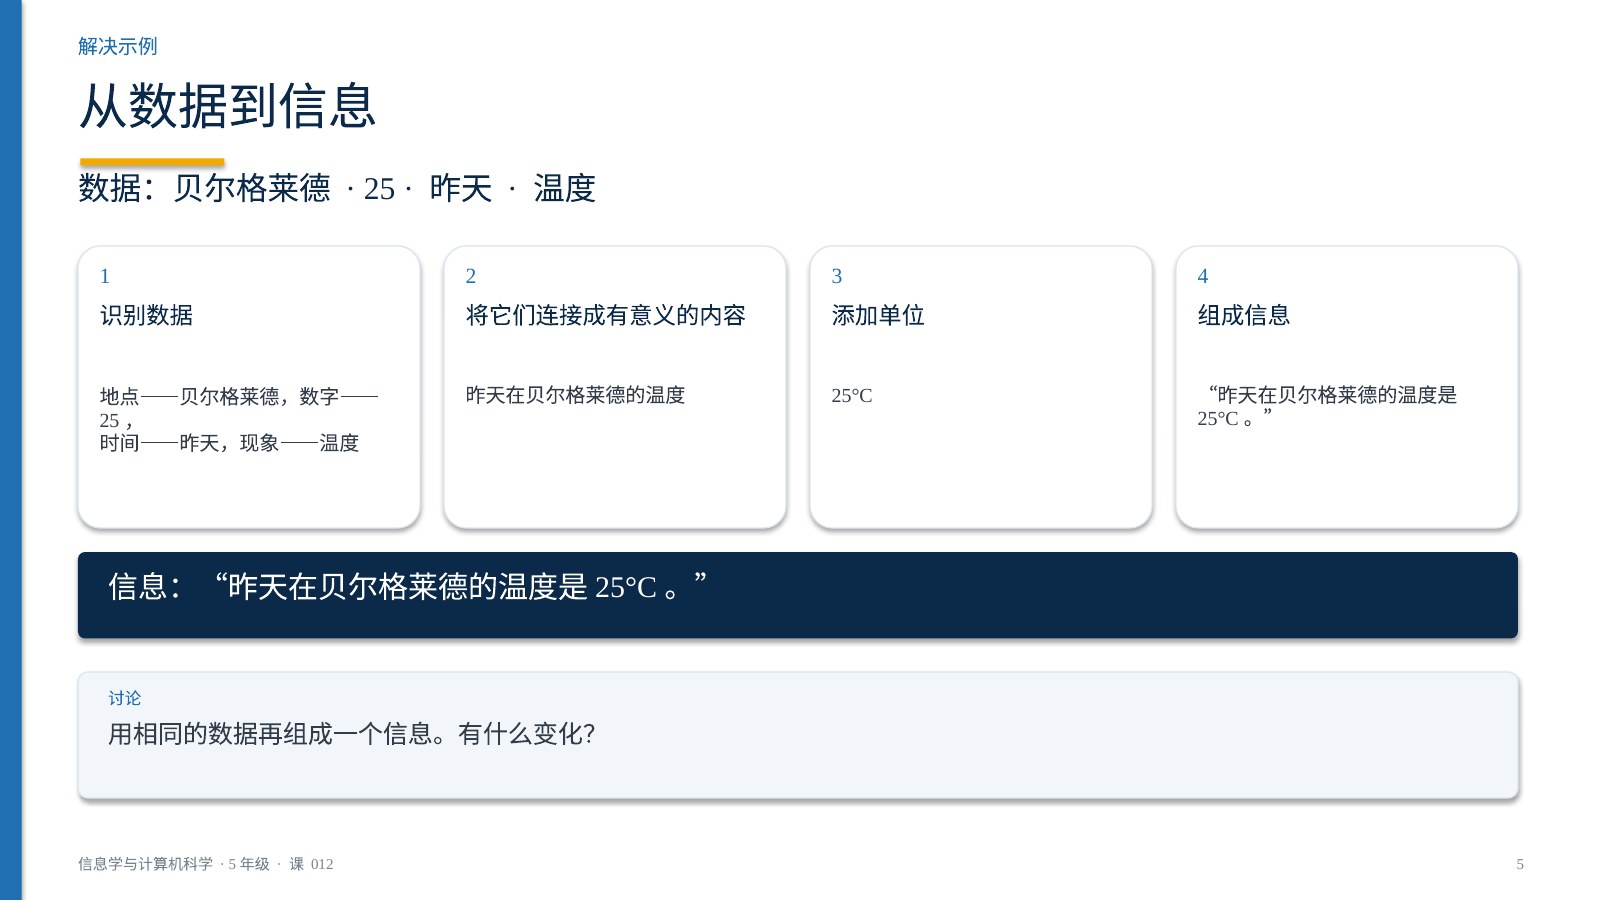 解决示例
从数据到信息
数据：贝尔格莱德 · 25 · 昨天 · 温度
1
识别数据
地点——贝尔格莱德，数字——
25，
时间——昨天，现象——温度
2
将它们连接成有意义的内容
昨天在贝尔格莱德的温度
3
添加单位
25°C
4
组成信息
“昨天在贝尔格莱德的温度是
25°C 。”
信息：“昨天在贝尔格莱德的温度是 25°C 。”
讨论
用相同的数据再组成一个信息。有什么变化？
信息学与计算机科学 · 5 年级 · 课 012
5